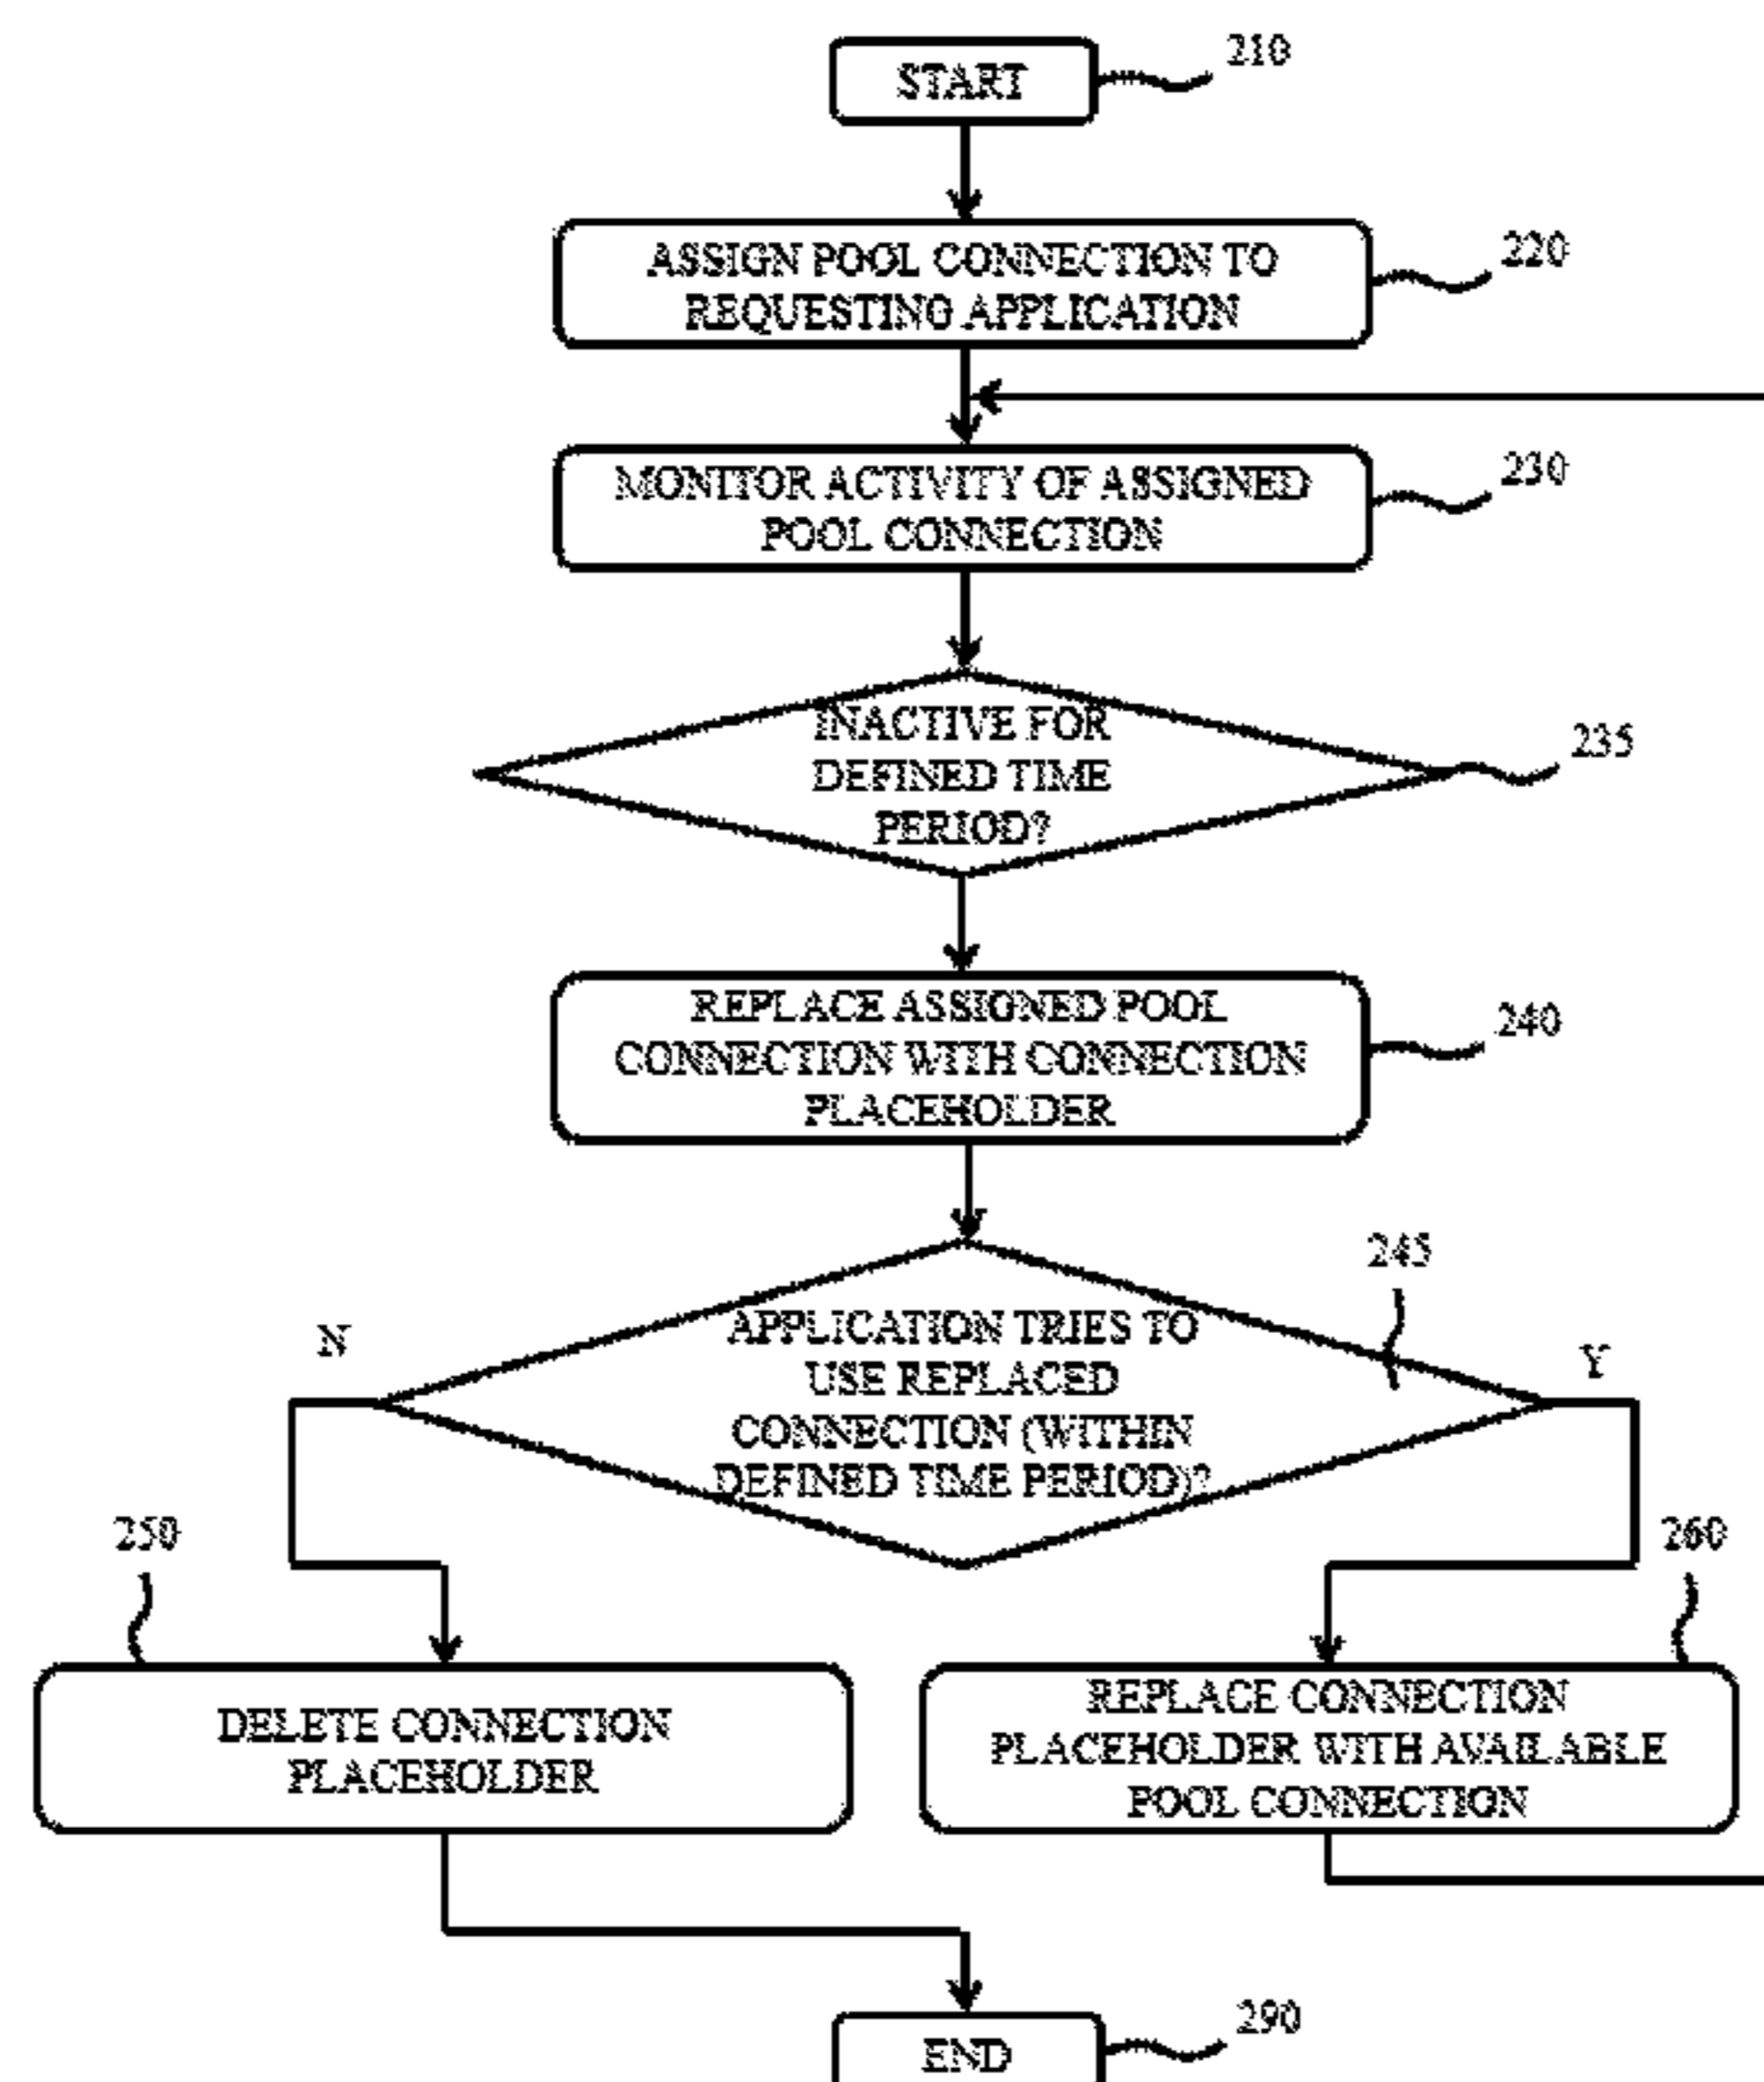 START
210
ASSIGN POOL CONNECTION TO
REQUESTING APPLICATION
220
MONITOR ACTIVITY OF ASSIGNED
POOL CONNECTION
230
INACTIVE FOR
DEFINED TIME
PERIOD?
235
REPLACE ASSIGNED POOL
CONNECTION WITH CONNECTION
PLACEHOLDER
240
245
N
APPLICATION TRIES TO
USE REPLACED
CONNECTION (WITHIN
DEFINED TIME PERIOD)?
Y
250
260
DELETE CONNECTION
PLACEHOLDER
REPLACE CONNECTION
PLACEHOLDER WITH AVAILABLE
POOL CONNECTION
END
290